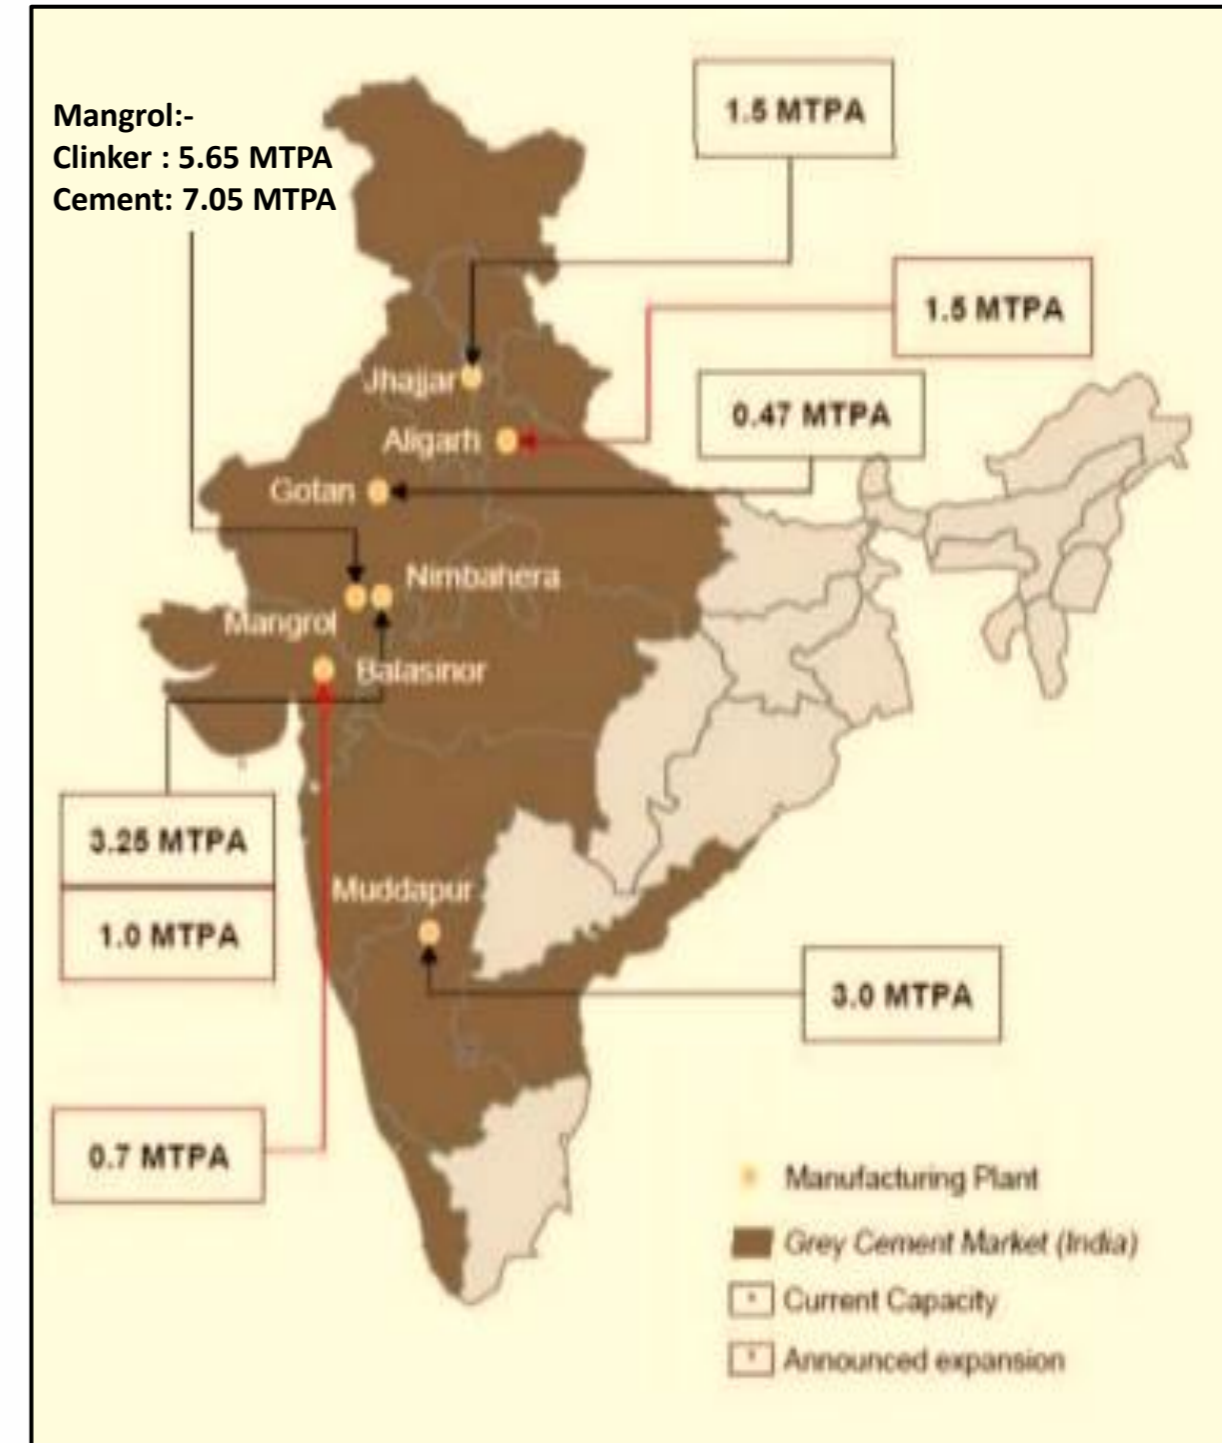 Mangrol:-
Clinker : 5.65 MTPA
Cement: 7.05 MTPA
1.5 MTPA
1.5 MTPA
Jhajjar
0.47 MTPA
Aligarh
Gotan
Nimbahera
Mangrol
Balasinor
3.25 MTPA
Muddapur
1.0 MTPA
3.0 MTPA
0.7 MTPA
Manufacturing Plant
Grey Cement Market (India)
Current Capacity
Announced expansion